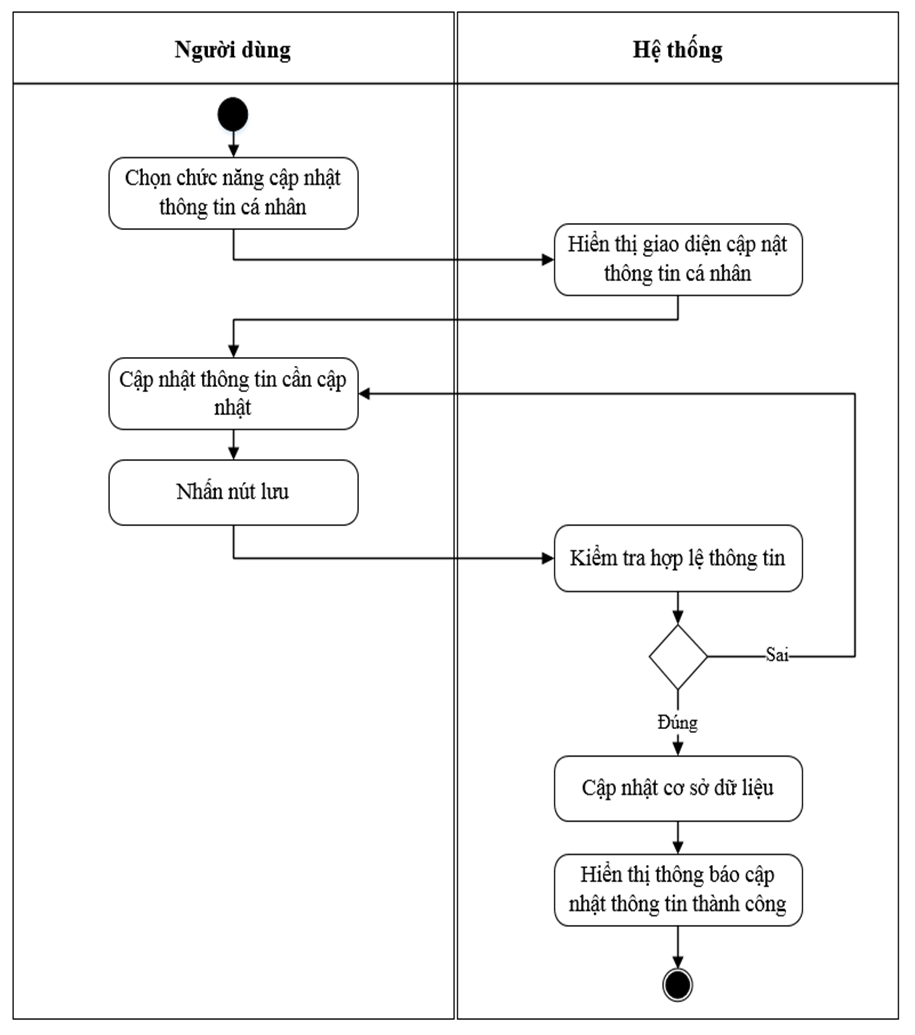 Người dùng
Hệ thống
Chọn chức năng cập nhật
thông tin cá nhân
Hiển thị giao diện cập nật
thông tin cá nhân
Cập nhật thông tin cần cập
nhật
Nhấn nút lưu
Kiểm tra hợp lệ thông tin
Sai
Đúng
Cập nhật cơ sở dữ liệu
Hiển thị thông báo cập
nhật thông tin thành công